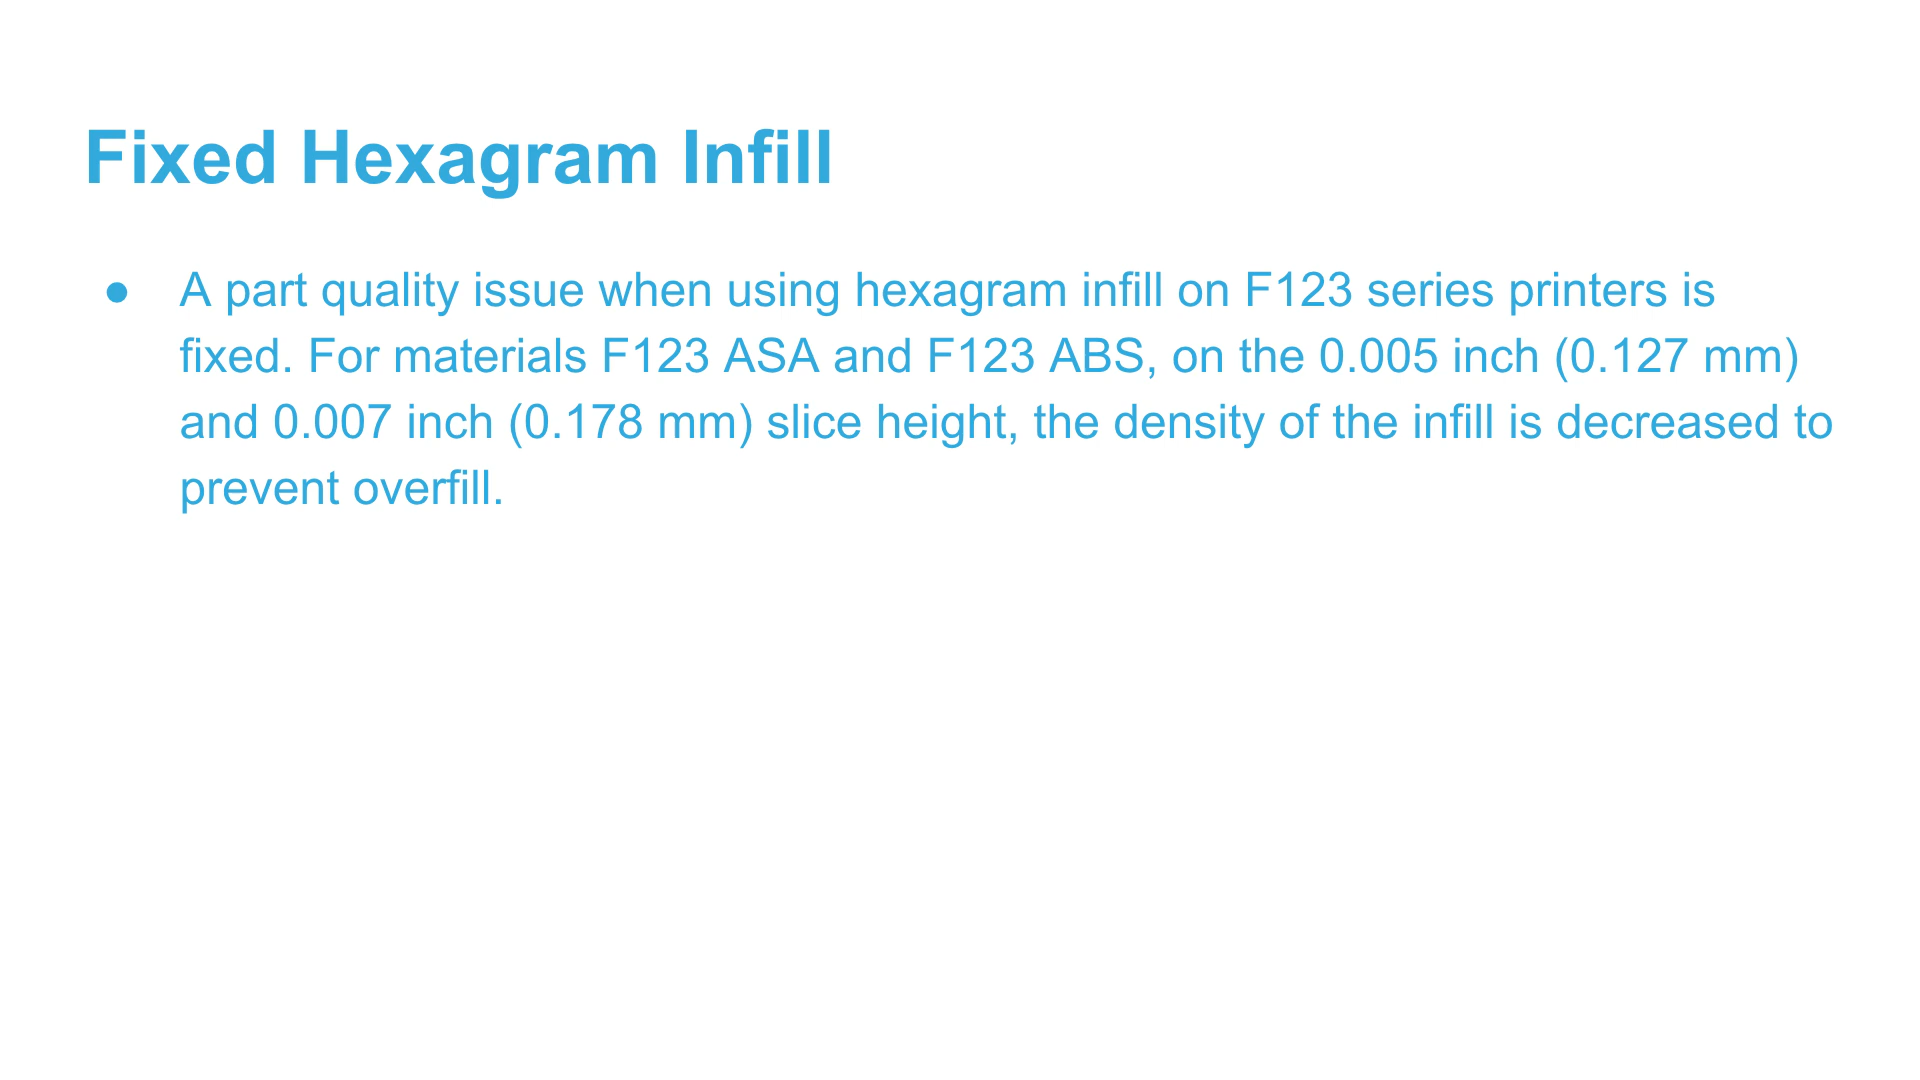 Fixed Hexagram Infill
● A part quality issue when using hexagram infill on F123 series printers is
fixed. For materials F123 ASA and F123 ABS, on the 0.005 inch (0.127 mm)
and 0.007 inch (0.178 mm) slice height, the density of the infill is decreased to
prevent overfill.